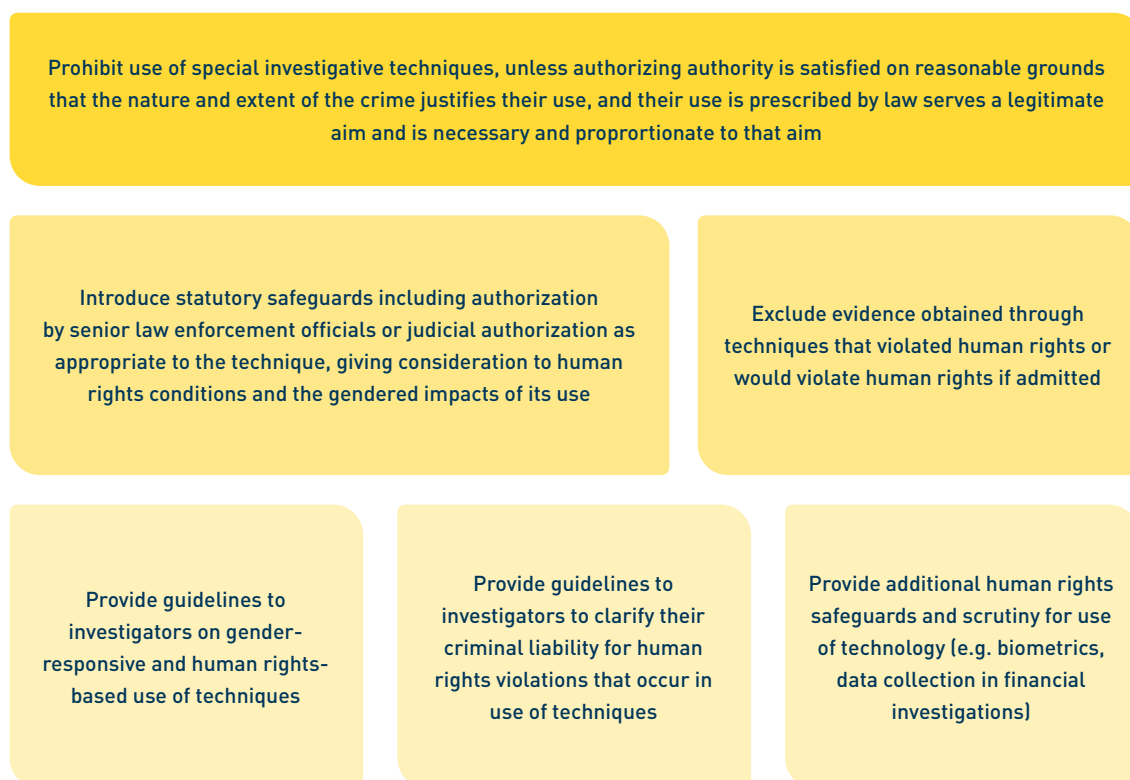 Prohibit use of special investigative techniques, unless authorizing authority is satisfied on reasonable grounds
that the nature and extent of the crime justifies their use, and their use is prescribed by law serves a legitimate
aim and is necessary and proprortionate to that aim
Introduce statutory safeguards including authorization
by senior law enforcement officials or judicial authorization as
appropriate to the technique, giving consideration to human
rights conditions and the gendered impacts of its use
Exclude evidence obtained through
techniques that violated human rights or
would violate human rights if admitted
Provide guidelines to
investigators on gender-
responsive and human rights-
based use of techniques
Provide guidelines to
investigators to clarify their
criminal liability for human
rights violations that occur in
use of techniques
Provide additional human rights
safeguards and scrutiny for use
of technology (e.g. biometrics,
data collection in financial
investigations)